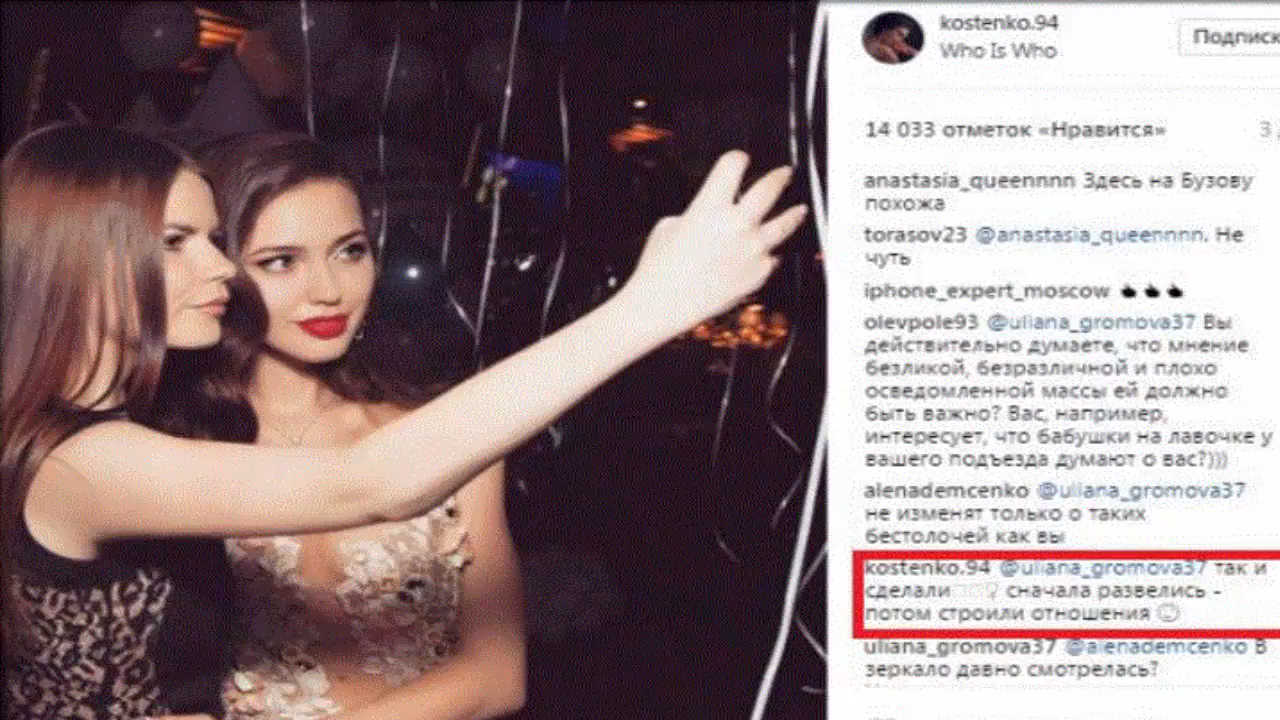 kostenko.94
Who Is Who
Подписк
14 033 отметок «Нравится»
3
anastasia_queennnn Здесь на Бузову
похожа
torasov23 @anastasia_queennnn. Не
чуть
iphone_expert_moscow
olevpole93 @uliana_gromova37 Вы
действительно думаете, что мнение
безликой, безразличной и плохо
осведомленной массы ей должно
быть важно? Вас, например,
интересует, что бабушки на лавочке у
вашего подъезда думают о вас?)))
alenademcenko @uliana_gromova37
не изменят только о таких
бестолочей как вы
kostenko.94 @uliana_gromova37 так и
сделали сначала развелись -
потом строили отношения
uliana_gromova37 @alenademcenko В
зеркало давно смотрелась?